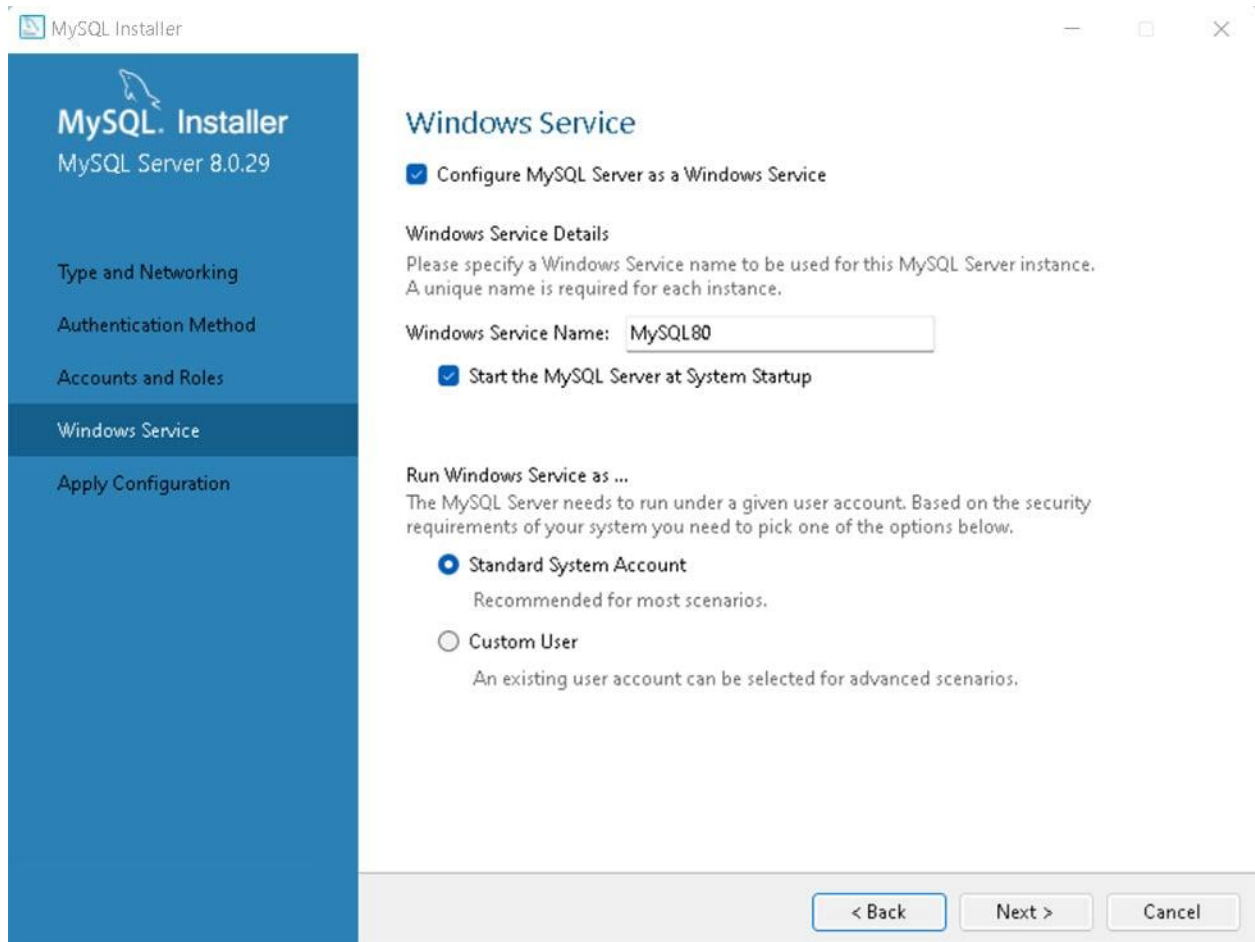 MySQL Installer
MySQL. Installer
MySQL Server 8.0.29
Type and Networking
Authentication Method
Accounts and Roles
Windows Service
Apply Configuration
Windows Service
Configure MySQL Server as a Windows Service
Windows Service Details
Please specify a Windows Service name to be used for this MySQL Server instance.
A unique name is required for each instance.
Windows Service Name: MySQL80
Start the MySQL Server at System Startup
Run Windows Service as ...
The MySQL Server needs to run under a given user account. Based on the security
requirements of your system you need to pick one of the options below.
Standard System Account
Recommended for most scenarios.
Custom User
An existing user account can be selected for advanced scenarios.
< Back Next > Cancel